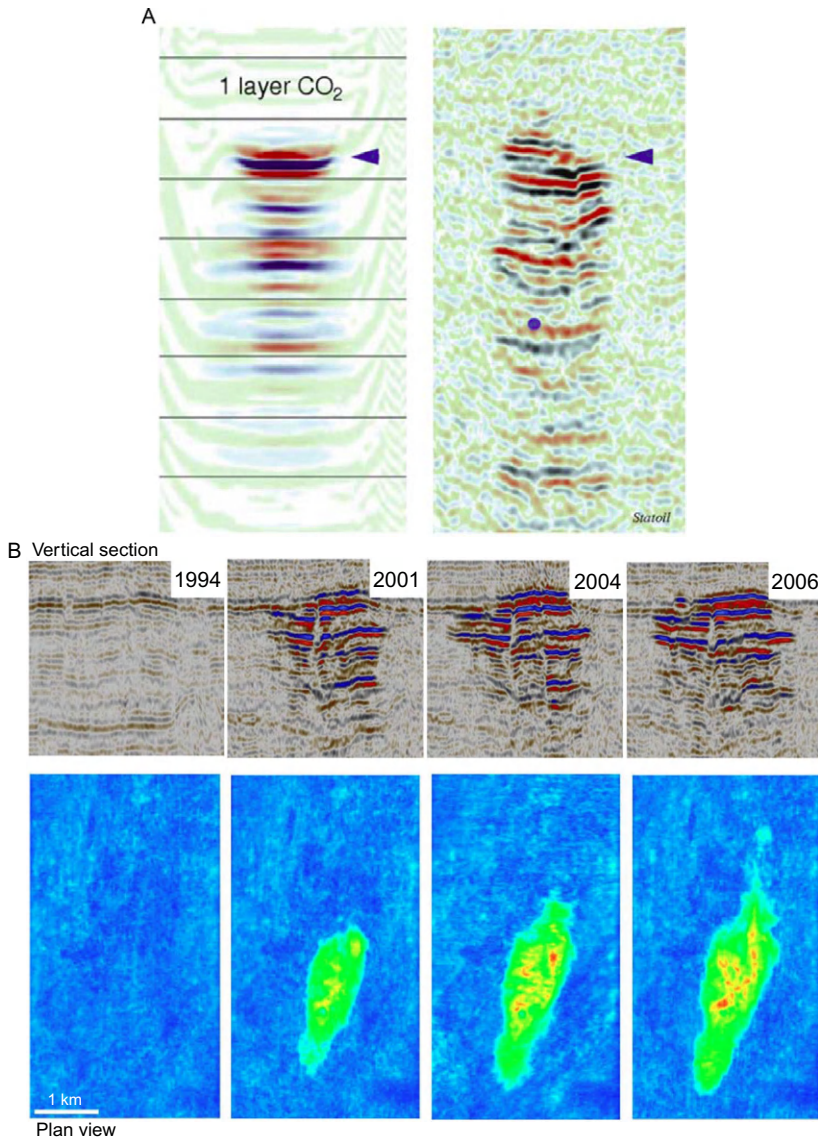 A
1 layer CO₂
Statoil
B Vertical section
1994
2001
2004
2006
1 km
Plan view